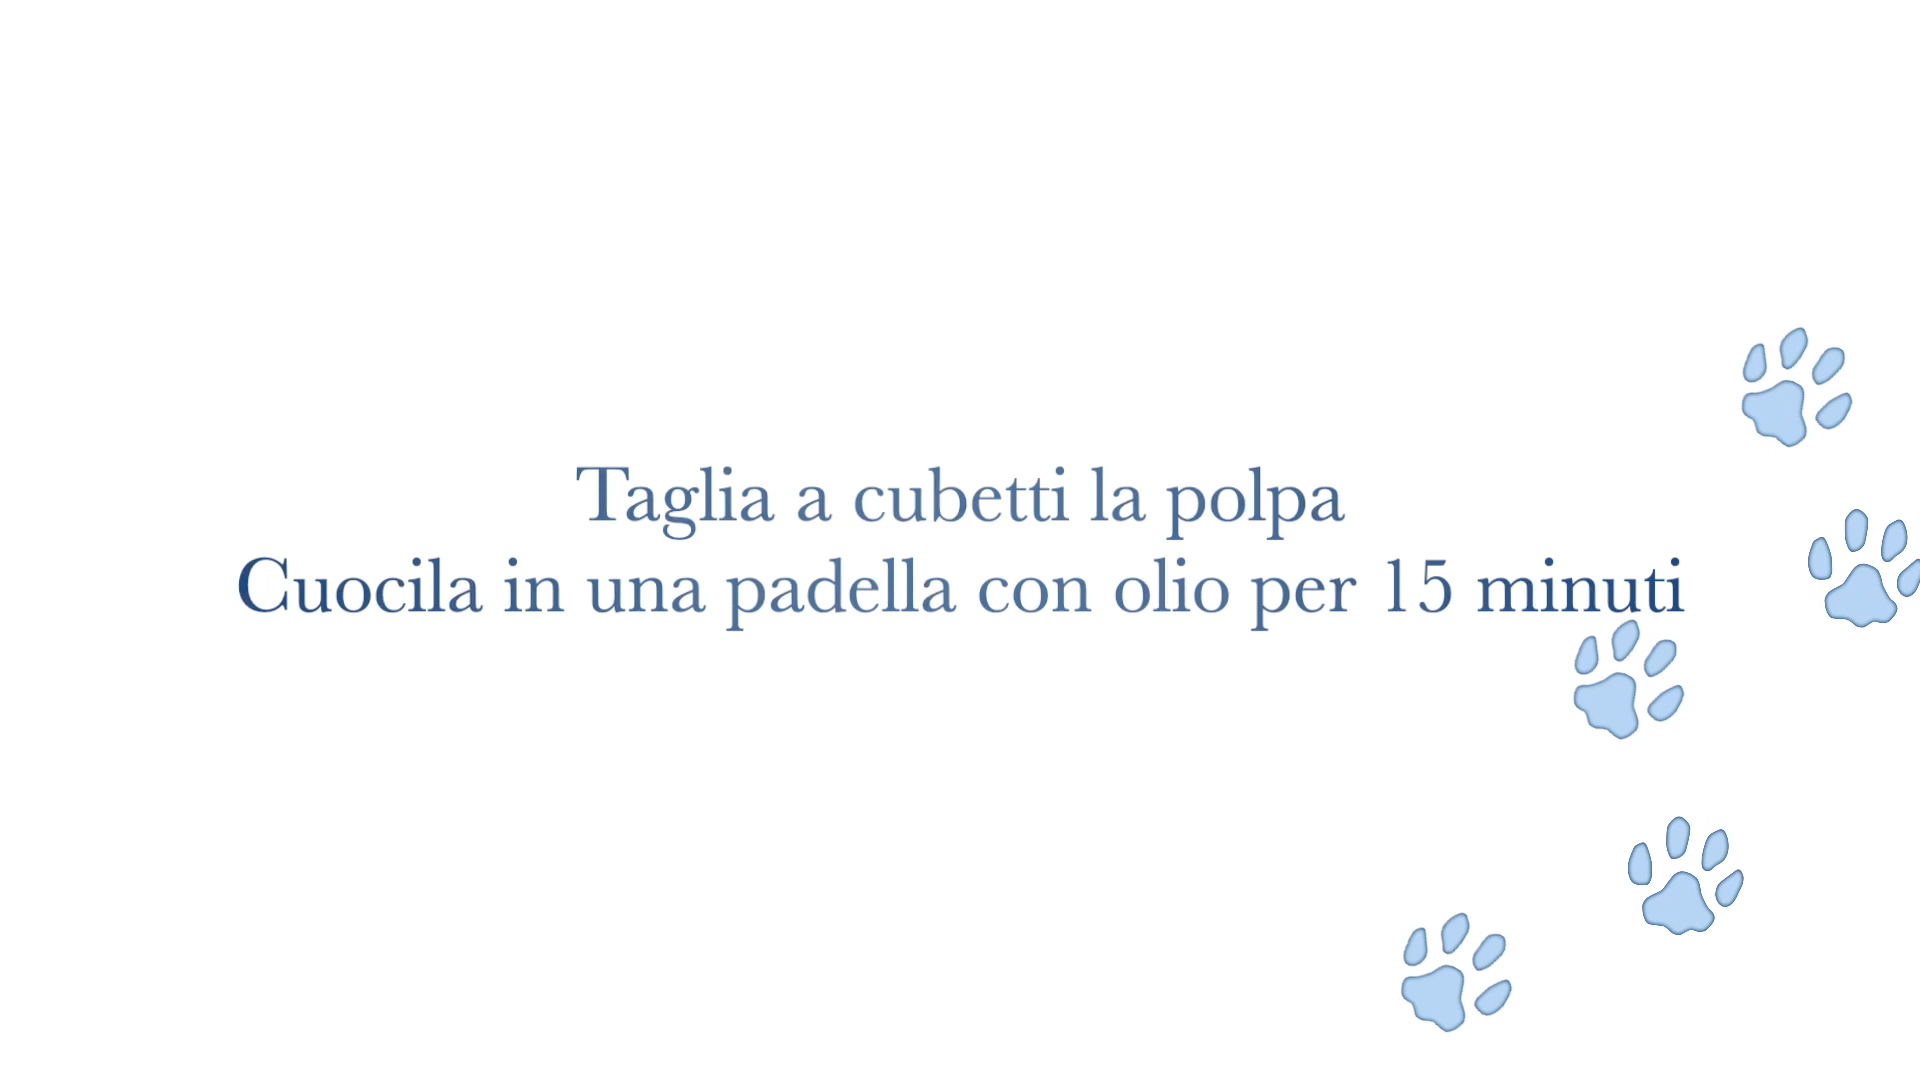 Taglia a cubetti la polpa
Cuocila in una padella con olio per 15 minuti